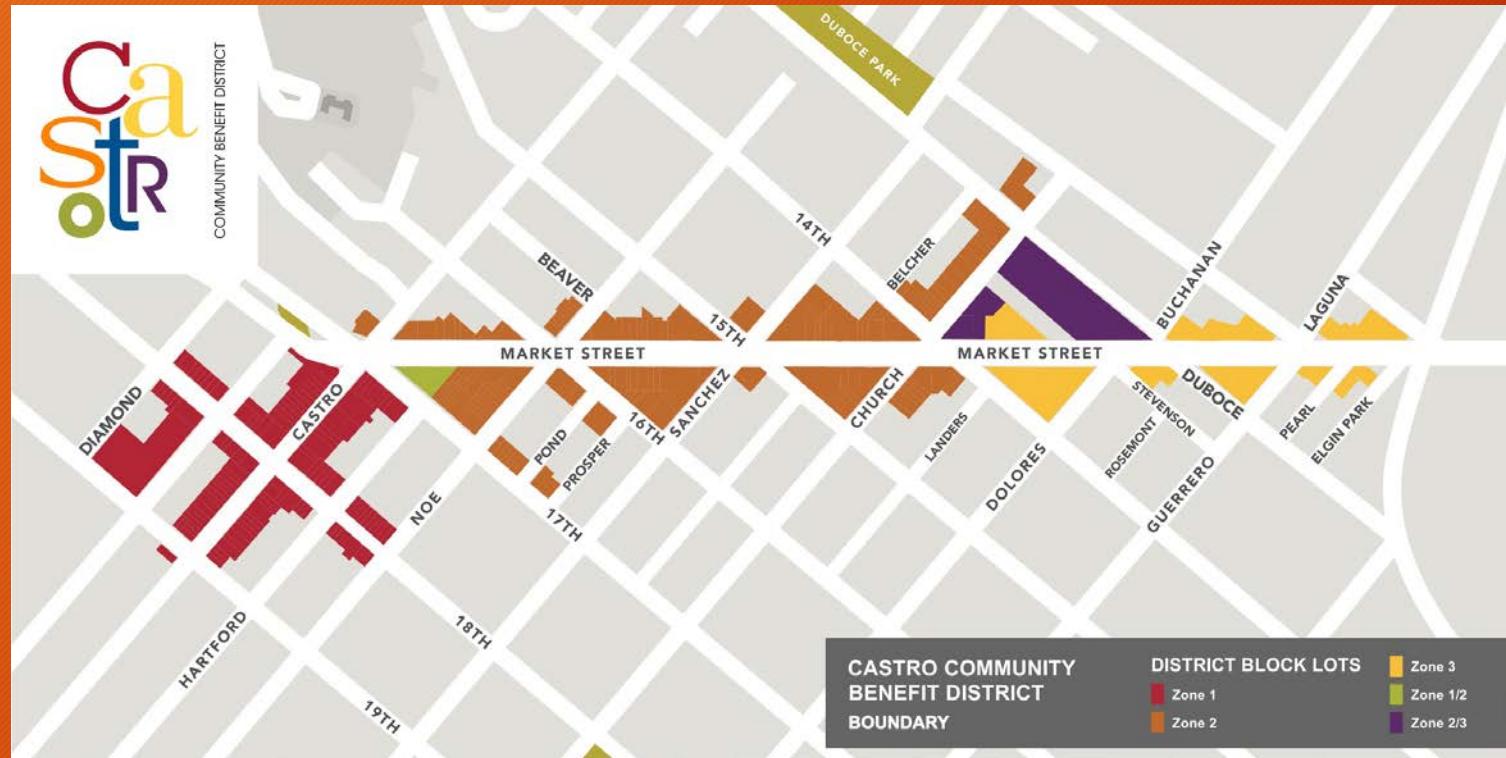 Castro
COMMUNITY BENEFIT DISTRICT
DUBOCE PARK
14TH
BELCHER
BEAVER
15TH
BUCHANAN
LAGUNA
MARKET STREET
MARKET STREET
DIAMOND
CASTRO
NOE
POND
PROSPER
16TH
SANCHEZ
CHURCH
LANDERS
DOLORES
ROSEMONT
STEVENSON
DUBOCE
GUERRERO
PEARL
ELGIN PARK
17TH
HARTFORD
18TH
19TH
CASTRO COMMUNITY
BENEFIT DISTRICT
BOUNDARY
DISTRICT BLOCK LOTS
Zone 1
Zone 2
Zone 3
Zone 1/2
Zone 2/3